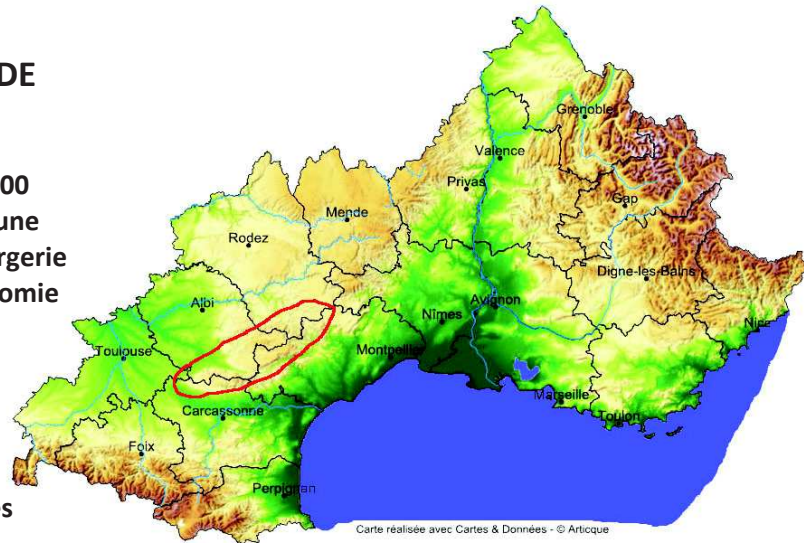 DE
00
une
rgerie
omie
es
Grenoble
Valence
Privas
Gap
Mende
Rodez
Digne-les-Bains
Albi
Avignon
Nîmes
Nice
Toulouse
Montpellier
Marseille
Carcassonne
Toulon
Foix
Perpignan
Carte réalisée avec Cartes & Données - © Articque